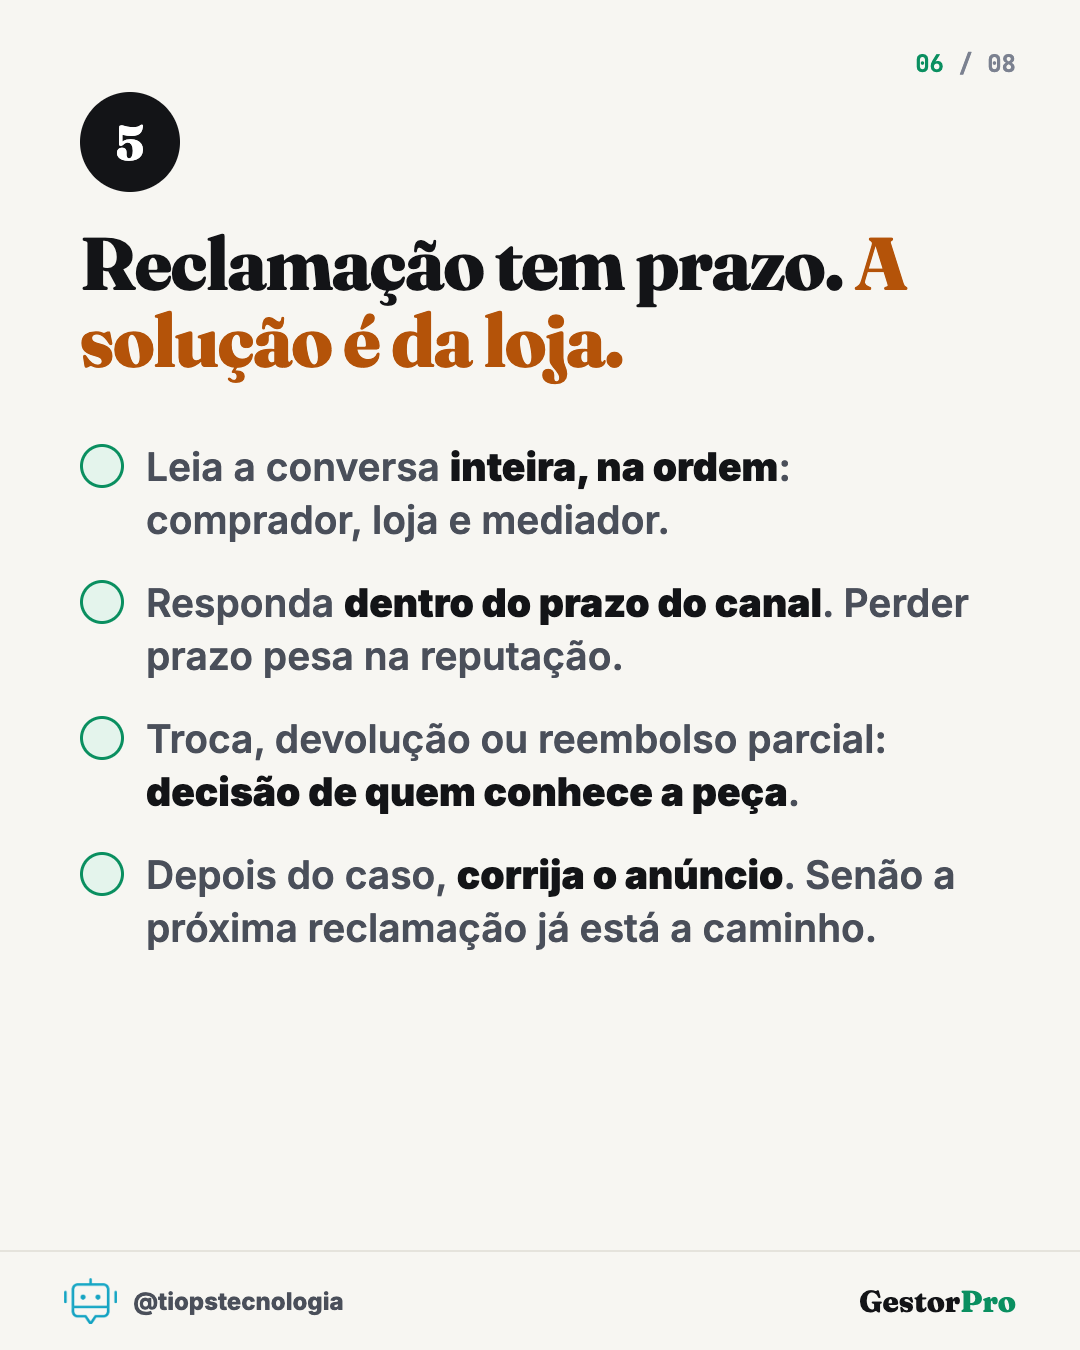 06 / 08
5
Reclamação tem prazo. A
solução é da loja.
Leia a conversa inteira, na ordem:
comprador, loja e mediador.
Responda dentro do prazo do canal. Perder
prazo pesa na reputação.
Troca, devolução ou reembolso parcial:
decisão de quem conhece a peça.
Depois do caso, corrija o anúncio. Senão a
próxima reclamação já está a caminho.
@tiopstecnologia
GestorPro